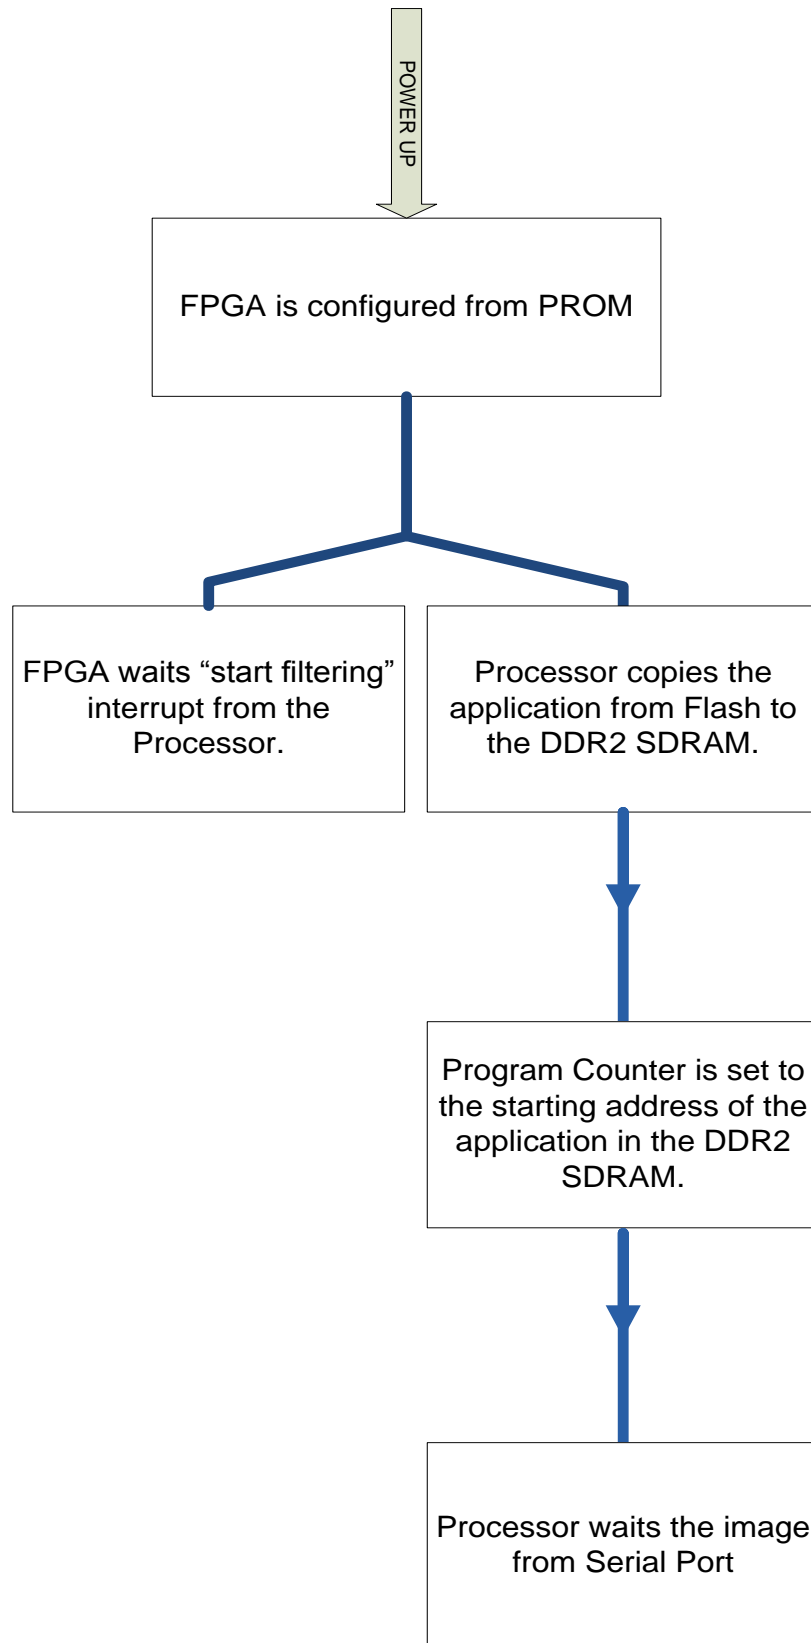 POWER UP
FPGA is configured from PROM
FPGA waits “start filtering”
interrupt from the
Processor.
Processor copies the
application from Flash to
the DDR2 SDRAM.
Program Counter is set to
the starting address of the
application in the DDR2
SDRAM.
Processor waits the image
from Serial Port